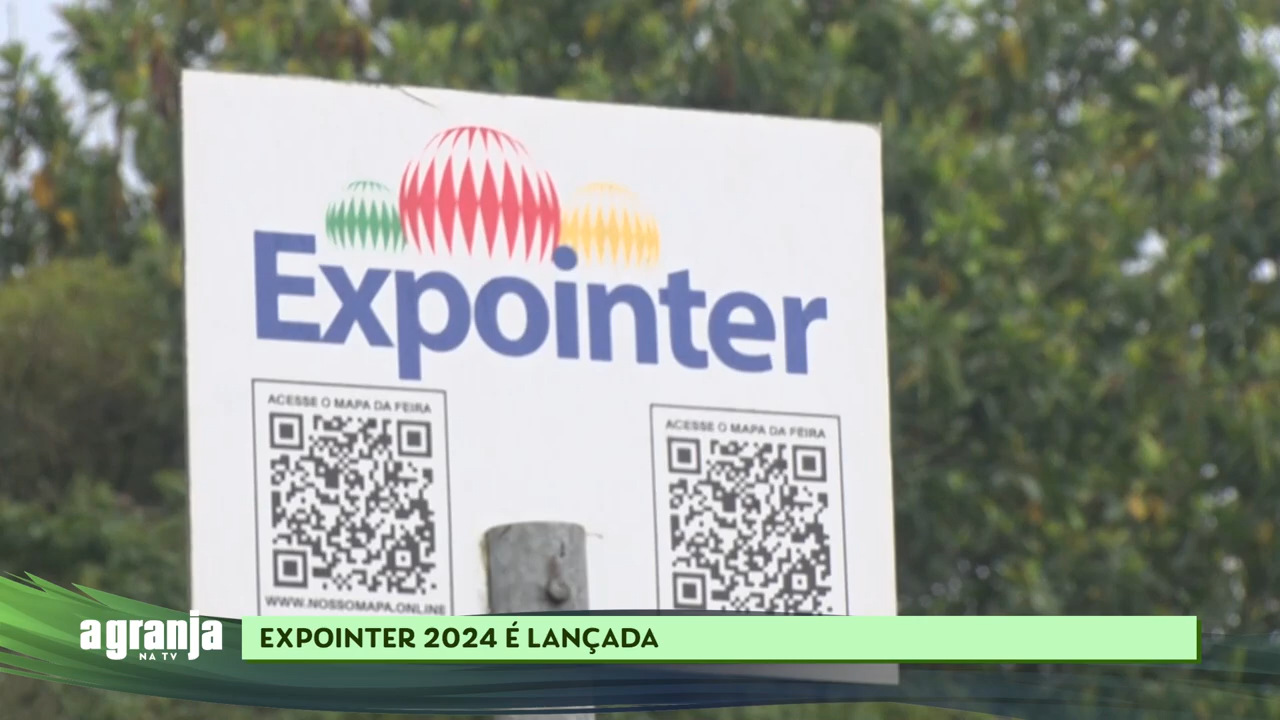 Expointer
ACESSE O MAPA DA FEIRA
ACESSE O MAPA DA FEIRA
WWW.NOSSOMAPA.ONLINE
agranja
NA TV
EXPOINTER 2024 É LANÇADA